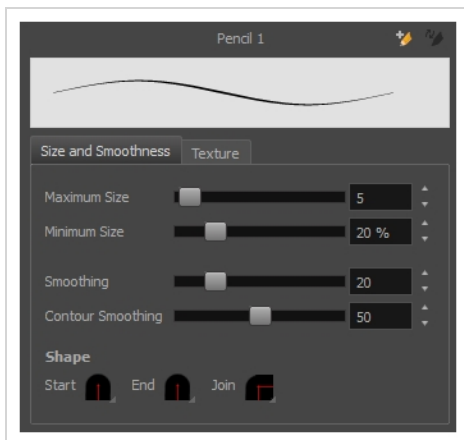 Pencil 1
Size and Smoothness Texture
Maximum Size 5
Minimum Size 20 %
Smoothing 20
Contour Smoothing 50
Shape
Start End Join